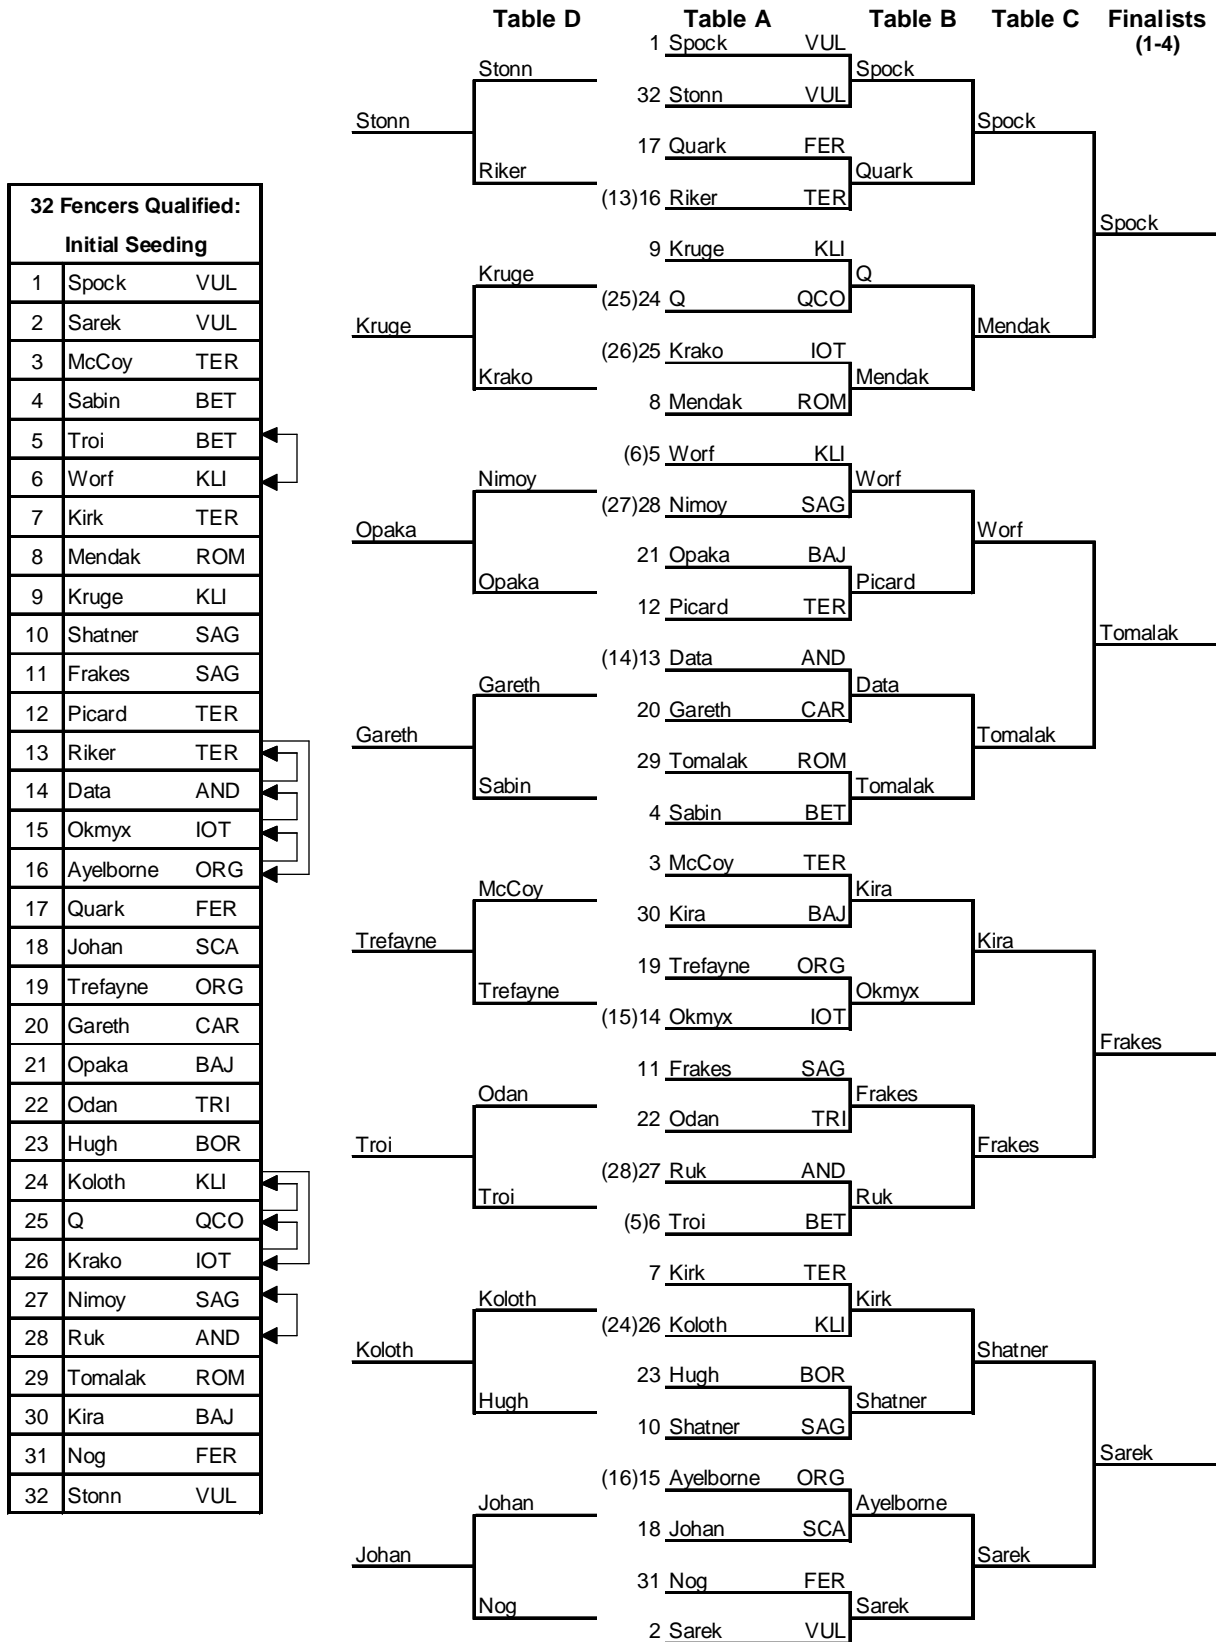 Table D Table A Table B Table C Finalists
(1-4)
32 Fencers Qualified:
Initial Seeding
1 Spock VUL
2 Sarek VUL
3 McCoy TER
4 Sabin BET
5 Troi BET
6 Worf KLI
7 Kirk TER
8 Mendak ROM
9 Kruge KLI
10 Shatner SAG
11 Frakes SAG
12 Picard TER
13 Riker TER
14 Data AND
15 Okmyx IOT
16 Ayelborne ORG
17 Quark FER
18 Johan SCA
19 Trefayne ORG
20 Gareth CAR
21 Opaka BAJ
22 Odan TRI
23 Hugh BOR
24 Koloth KLI
25 Q QCO
26 Krako IOT
27 Nimoy SAG
28 Ruk AND
29 Tomalak ROM
30 Kira BAJ
31 Nog FER
32 Stonn VUL
Stonn
Kruge
Opaka
Gareth
Trefayne
Troi
Koloth
Johan
Stonn
Riker
Kruge
Krako
Nimoy
Opaka
Gareth
Sabin
McCoy
Trefayne
Odan
Troi
Koloth
Hugh
Johan
Nog
1 Spock VUL
32 Stonn VUL
17 Quark FER
(13)16 Riker TER
9 Kruge KLI
(25)24 Q QCO
(26)25 Krako IOT
8 Mendak ROM
(6)5 Worf KLI
(27)28 Nimoy SAG
21 Opaka BAJ
12 Picard TER
(14)13 Data AND
20 Gareth CAR
29 Tomalak ROM
4 Sabin BET
3 McCoy TER
30 Kira BAJ
19 Trefayne ORG
(15)14 Okmyx IOT
11 Frakes SAG
22 Odan TRI
(28)27 Ruk AND
(5)6 Troi BET
7 Kirk TER
(24)26 Koloth KLI
23 Hugh BOR
10 Shatner SAG
(16)15 Ayelborne ORG
18 Johan SCA
31 Nog FER
2 Sarek VUL
Spock
Quark
Q
Mendak
Worf
Picard
Data
Tomalak
Kira
Okmyx
Frakes
Ruk
Kirk
Shatner
Ayelborne
Sarek
Spock
Mendak
Worf
Tomalak
Kira
Frakes
Shatner
Sarek
Spock
Tomalak
Frakes
Sarek